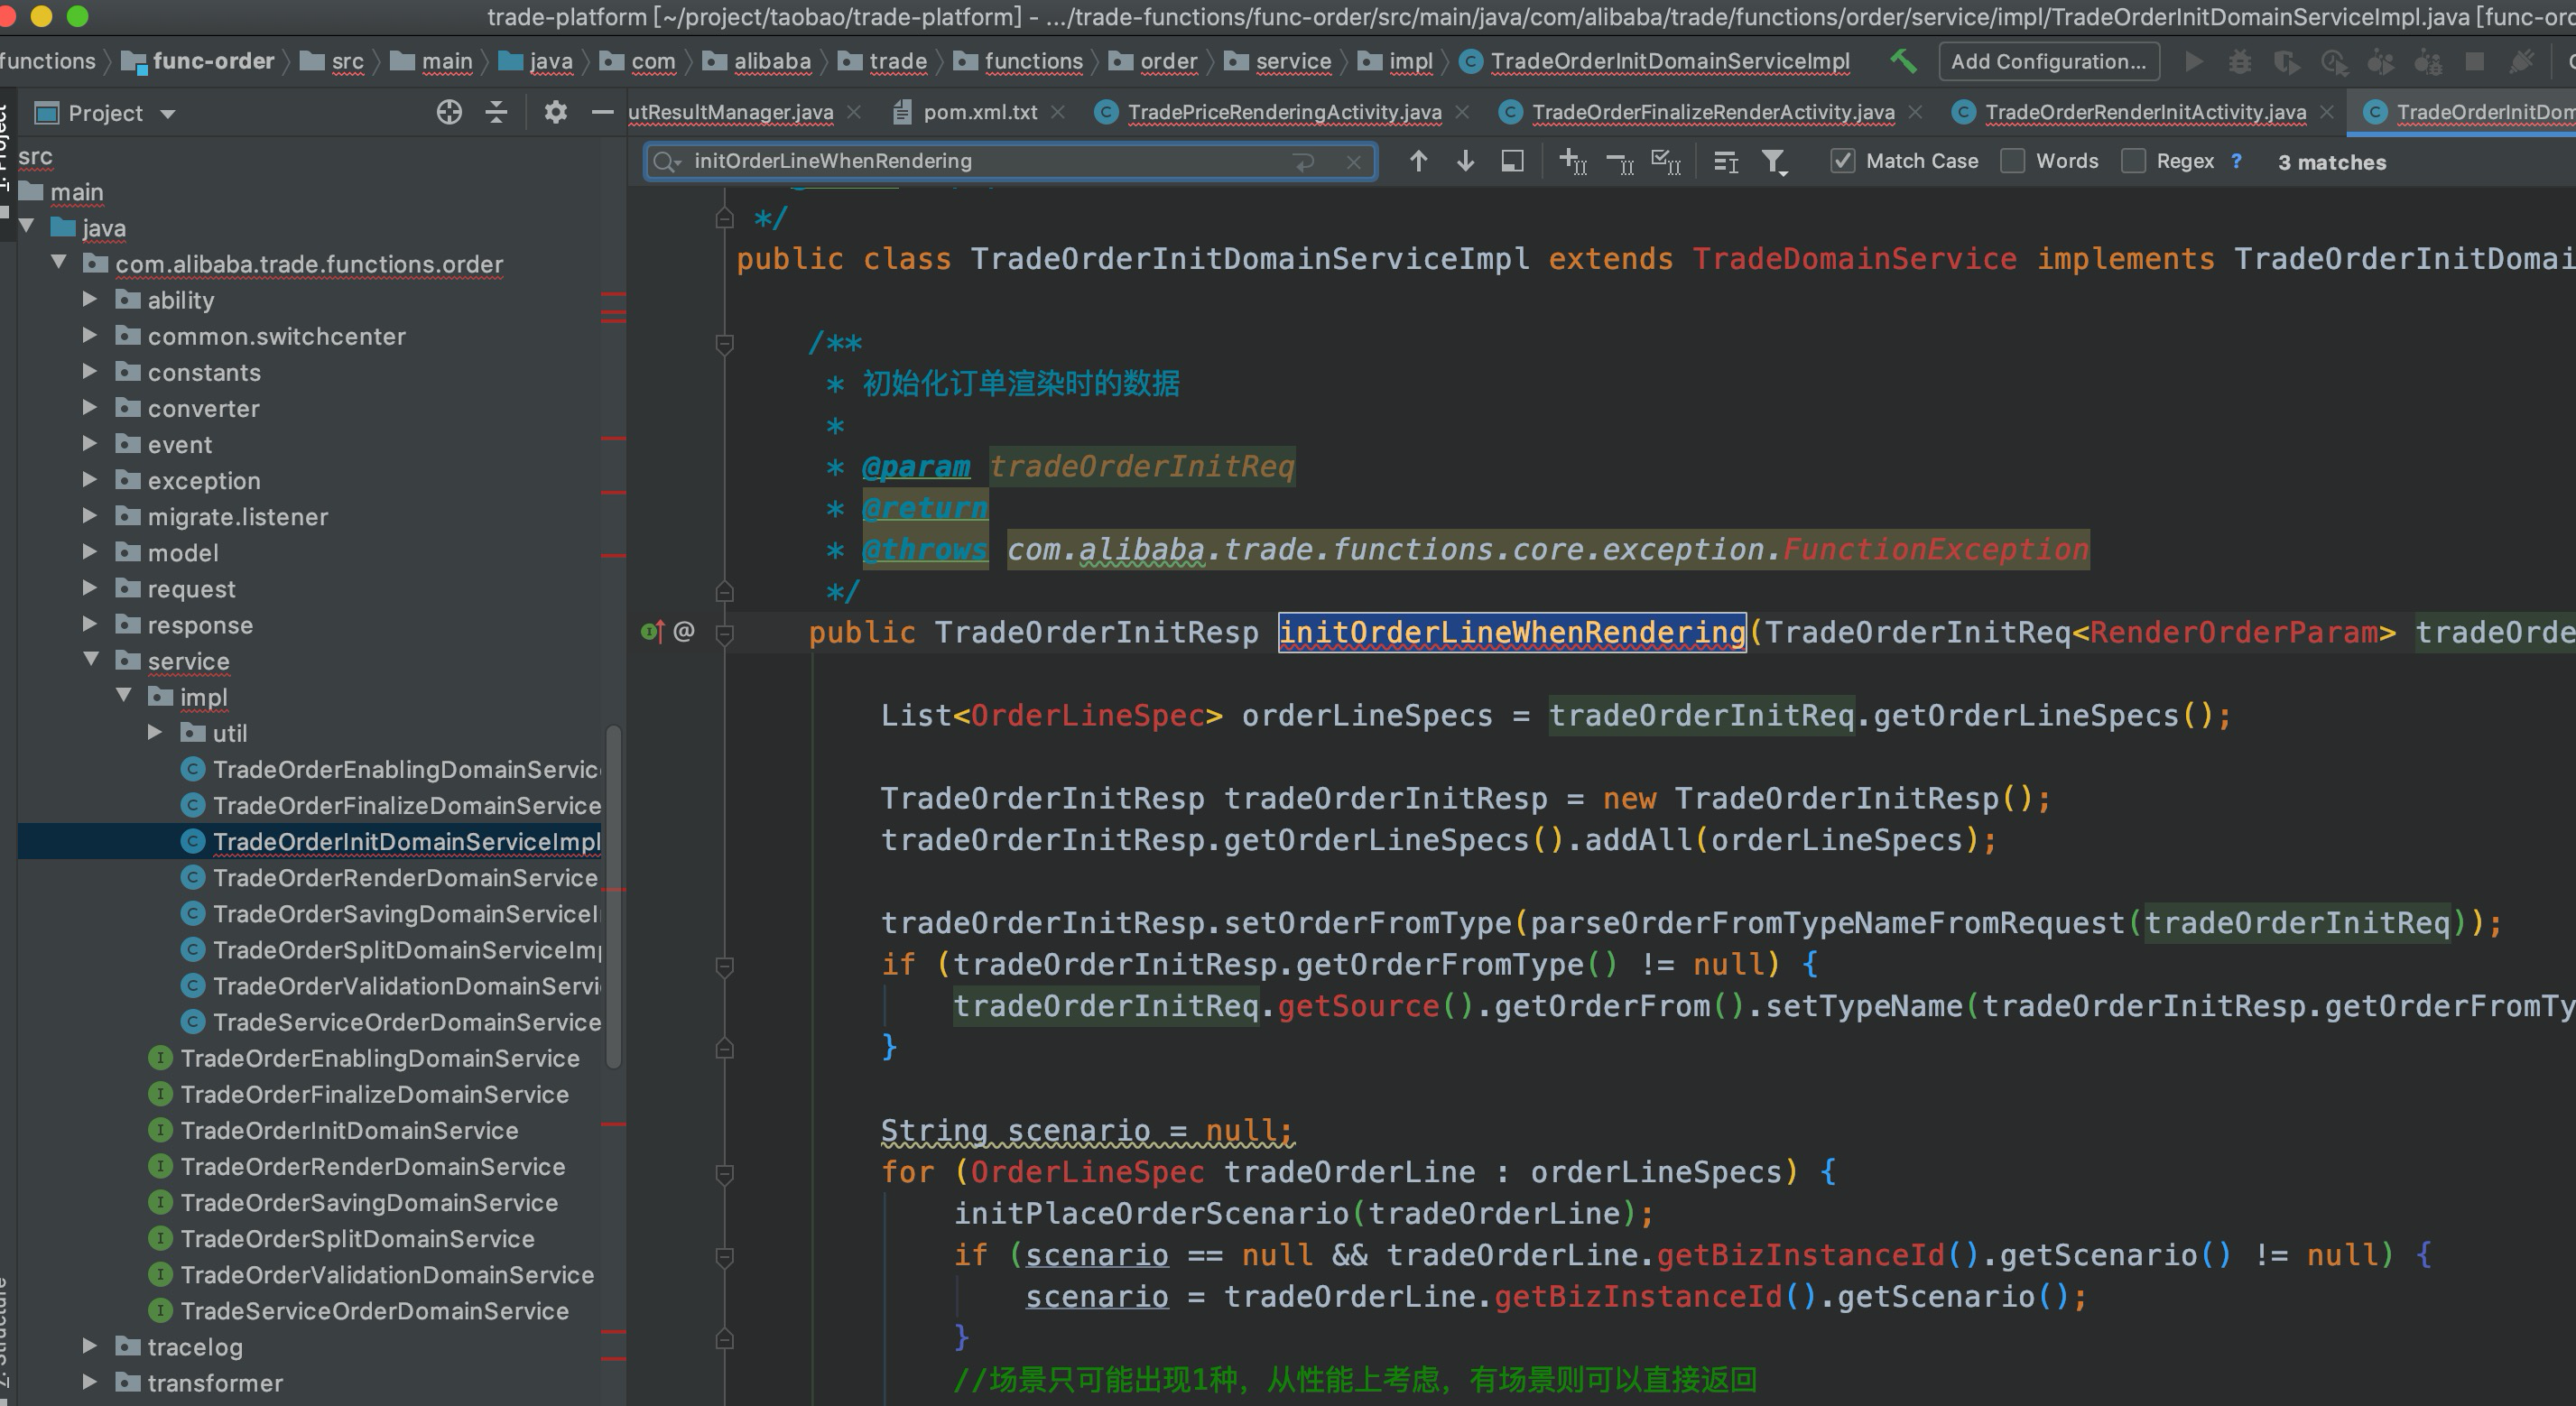 trade-platform [~/project/taobao/trade-platform] - .../trade-functions/func-order/src/main/java/com/alibaba/trade/functions/order/service/impl/TradeOrderInitDomainServiceImpl.java [func-or
functions func-order src main java com alibaba trade functions order service impl TradeOrderInitDomainServiceImpl Add Configuration...
Project utResultManager.java pom.xml.txt TradePriceRenderingActivity.java TradeOrderFinalizeRenderActivity.java TradeOrderRenderInitActivity.java TradeOrderInitDom
1: Project
initOrderLineWhenRendering Match Case Words Regex ? 3 matches
src
main
java
com.alibaba.trade.functions.order
ability
common.switchcenter
constants
converter
event
exception
migrate.listener
model
request
response
service
impl
util
TradeOrderEnablingDomainServic
TradeOrderFinalizeDomainService
TradeOrderInitDomainServiceImpl
TradeOrderRenderDomainService
TradeOrderSavingDomainServiceI
TradeOrderSplitDomainServiceImp
TradeOrderValidationDomainServi
TradeServiceOrderDomainService
TradeOrderEnablingDomainService
TradeOrderFinalizeDomainService
TradeOrderInitDomainService
TradeOrderRenderDomainService
TradeOrderSavingDomainService
TradeOrderSplitDomainService
TradeOrderValidationDomainService
TradeServiceOrderDomainService
tracelog
transformer
Structure
*/
public class TradeOrderInitDomainServiceImpl extends TradeDomainService implements TradeOrderInitDomai
/**
* 初始化订单渲染时的数据
*
* @param tradeOrderInitReq
* @return
* @throws com.alibaba.trade.functions.core.exception.FunctionException
*/
public TradeOrderInitResp initOrderLineWhenRendering(TradeOrderInitReq<RenderOrderParam> tradeOrde
List<OrderLineSpec> orderLineSpecs = tradeOrderInitReq.getOrderLineSpecs();
TradeOrderInitResp tradeOrderInitResp = new TradeOrderInitResp();
tradeOrderInitResp.getOrderLineSpecs().addAll(orderLineSpecs);
tradeOrderInitResp.setOrderFromType(parseOrderFromTypeNameFromRequest(tradeOrderInitReq));
if (tradeOrderInitResp.getOrderFromType() != null) {
tradeOrderInitReq.getSource().getOrderFrom().setTypeName(tradeOrderInitResp.getOrderFromTy
}
String scenario = null;
for (OrderLineSpec tradeOrderLine : orderLineSpecs) {
initPlaceOrderScenario(tradeOrderLine);
if (scenario == null && tradeOrderLine.getBizInstanceId().getScenario() != null) {
scenario = tradeOrderLine.getBizInstanceId().getScenario();
}
//场景只可能出现1种，从性能上考虑，有场景则可以直接返回